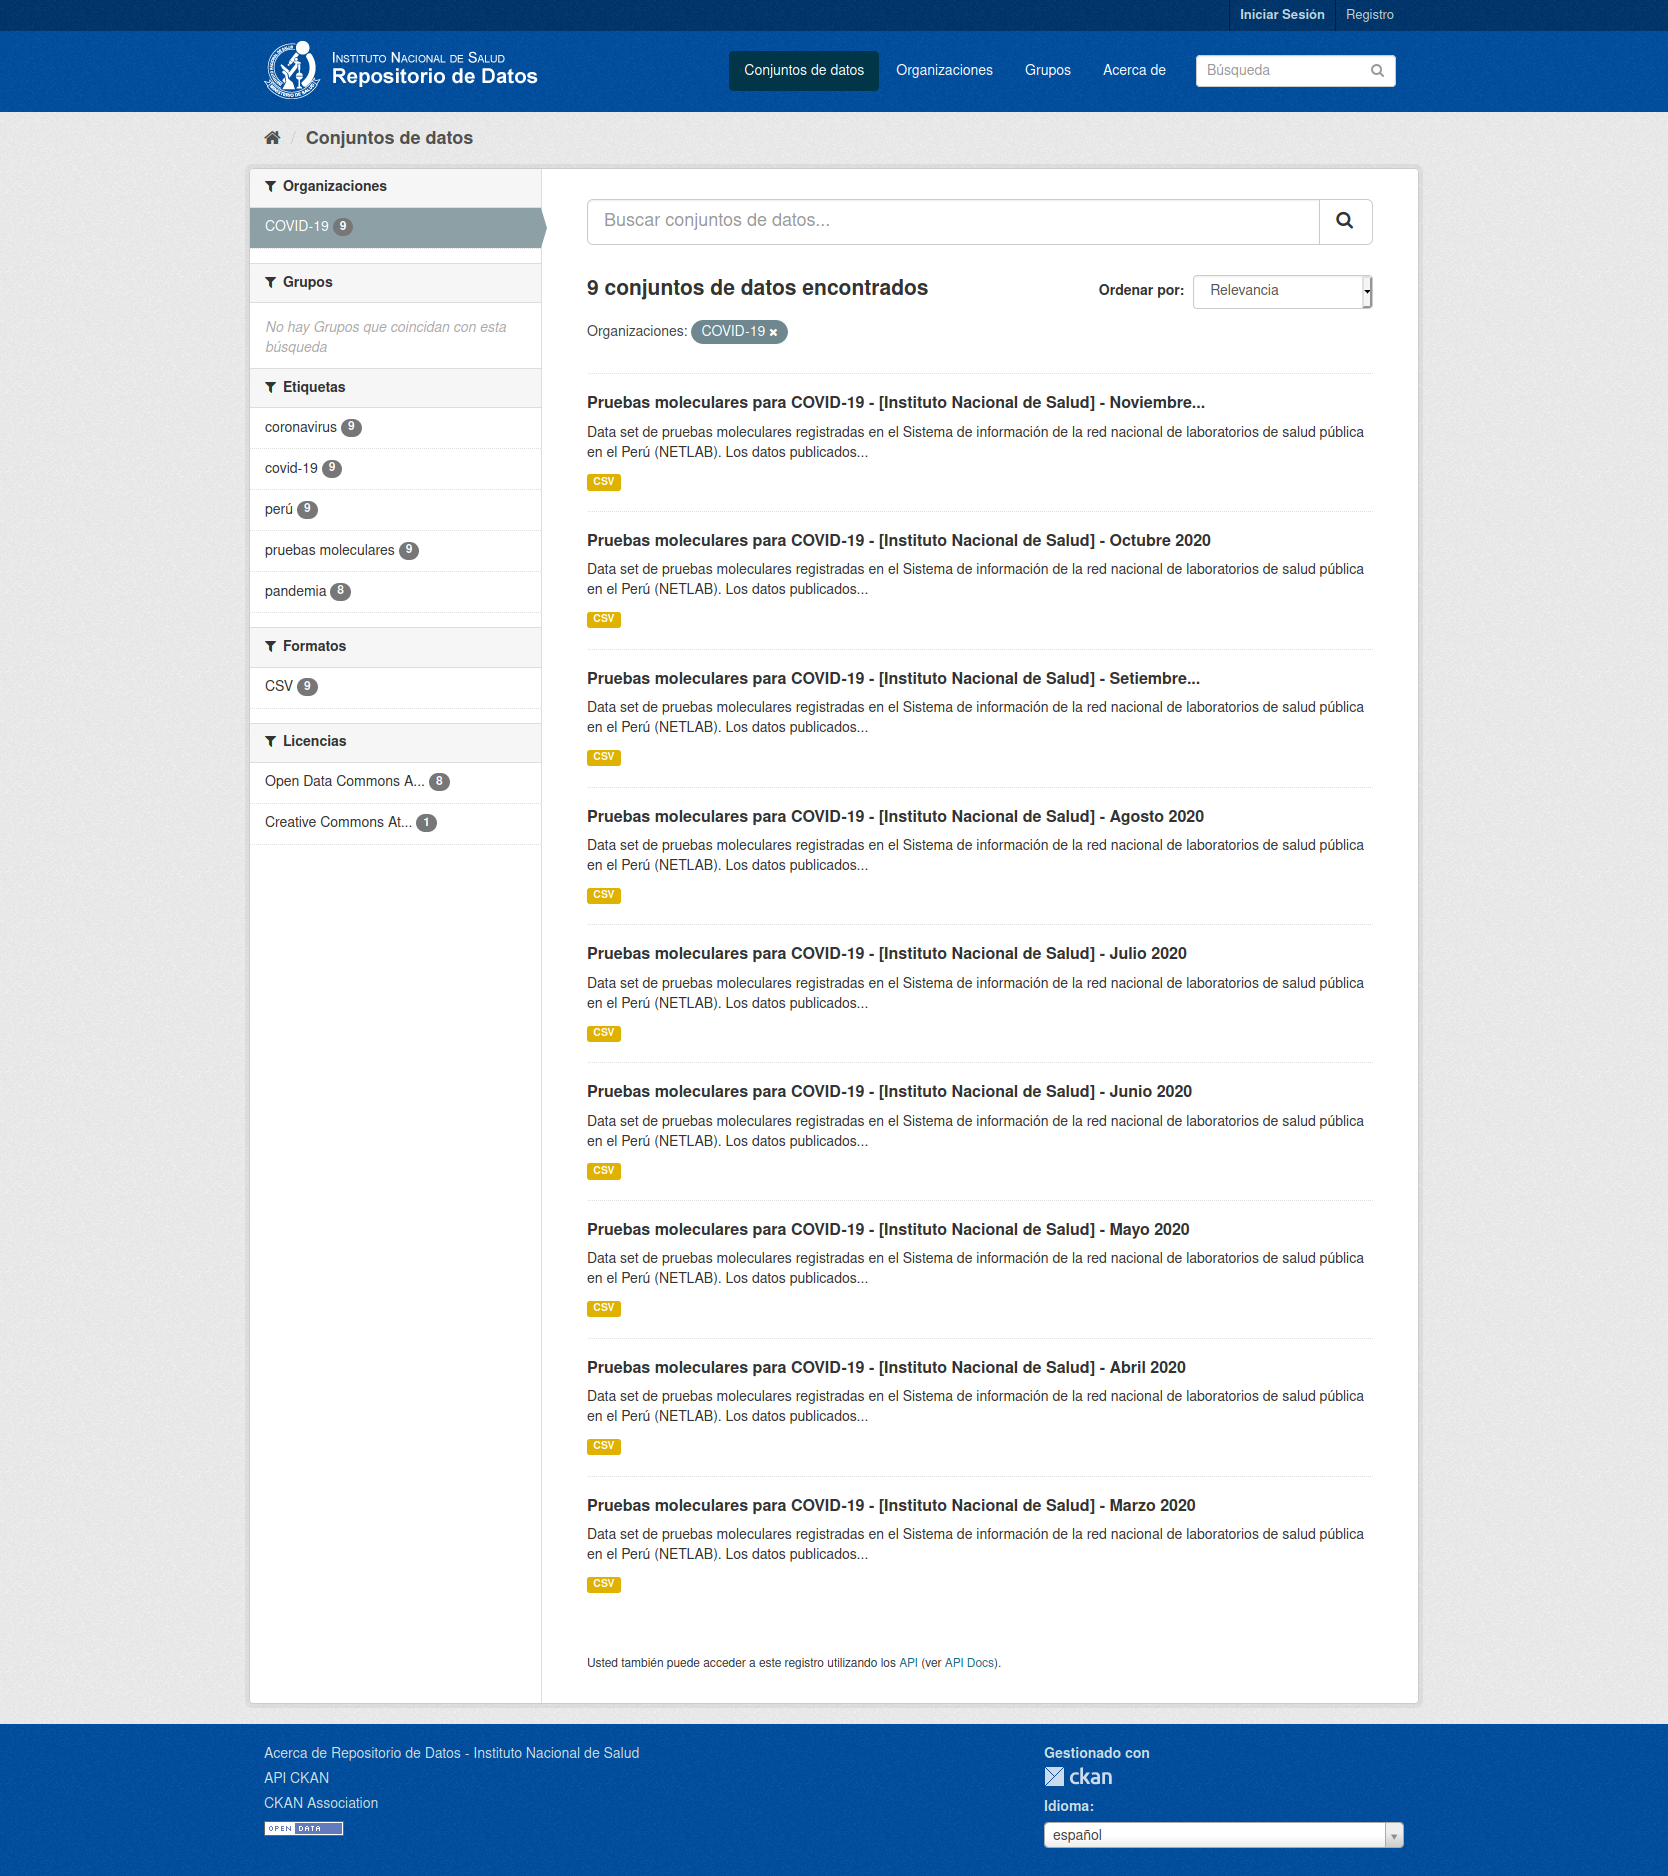 Iniciar Sesión Registro
Instituto Nacional de Salud
Repositorio de Datos
Conjuntos de datos Organizaciones Grupos Acerca de Búsqueda
/ Conjuntos de datos
Organizaciones
COVID-19 9
Grupos
No hay Grupos que coincidan con esta
búsqueda
Etiquetas
coronavirus 9
covid-19 9
perú 9
pruebas moleculares 9
pandemia 8
Formatos
CSV 9
Licencias
Open Data Commons A... 8
Creative Commons At... 1
Buscar conjuntos de datos...
9 conjuntos de datos encontrados
Ordenar por: Relevancia
Organizaciones: COVID-19 ×
Pruebas moleculares para COVID-19 - [Instituto Nacional de Salud] - Noviembre...
Data set de pruebas moleculares registradas en el Sistema de información de la red nacional de laboratorios de salud pública
en el Perú (NETLAB). Los datos publicados...
CSV
Pruebas moleculares para COVID-19 - [Instituto Nacional de Salud] - Octubre 2020
Data set de pruebas moleculares registradas en el Sistema de información de la red nacional de laboratorios de salud pública
en el Perú (NETLAB). Los datos publicados...
CSV
Pruebas moleculares para COVID-19 - [Instituto Nacional de Salud] - Setiembre...
Data set de pruebas moleculares registradas en el Sistema de información de la red nacional de laboratorios de salud pública
en el Perú (NETLAB). Los datos publicados...
CSV
Pruebas moleculares para COVID-19 - [Instituto Nacional de Salud] - Agosto 2020
Data set de pruebas moleculares registradas en el Sistema de información de la red nacional de laboratorios de salud pública
en el Perú (NETLAB). Los datos publicados...
CSV
Pruebas moleculares para COVID-19 - [Instituto Nacional de Salud] - Julio 2020
Data set de pruebas moleculares registradas en el Sistema de información de la red nacional de laboratorios de salud pública
en el Perú (NETLAB). Los datos publicados...
CSV
Pruebas moleculares para COVID-19 - [Instituto Nacional de Salud] - Junio 2020
Data set de pruebas moleculares registradas en el Sistema de información de la red nacional de laboratorios de salud pública
en el Perú (NETLAB). Los datos publicados...
CSV
Pruebas moleculares para COVID-19 - [Instituto Nacional de Salud] - Mayo 2020
Data set de pruebas moleculares registradas en el Sistema de información de la red nacional de laboratorios de salud pública
en el Perú (NETLAB). Los datos publicados...
CSV
Pruebas moleculares para COVID-19 - [Instituto Nacional de Salud] - Abril 2020
Data set de pruebas moleculares registradas en el Sistema de información de la red nacional de laboratorios de salud pública
en el Perú (NETLAB). Los datos publicados...
CSV
Pruebas moleculares para COVID-19 - [Instituto Nacional de Salud] - Marzo 2020
Data set de pruebas moleculares registradas en el Sistema de información de la red nacional de laboratorios de salud pública
en el Perú (NETLAB). Los datos publicados...
CSV
Usted también puede acceder a este registro utilizando los API (ver API Docs).
Acerca de Repositorio de Datos - Instituto Nacional de Salud
API CKAN
CKAN Association
OPEN DATA
Gestionado con
ckan
Idioma:
español